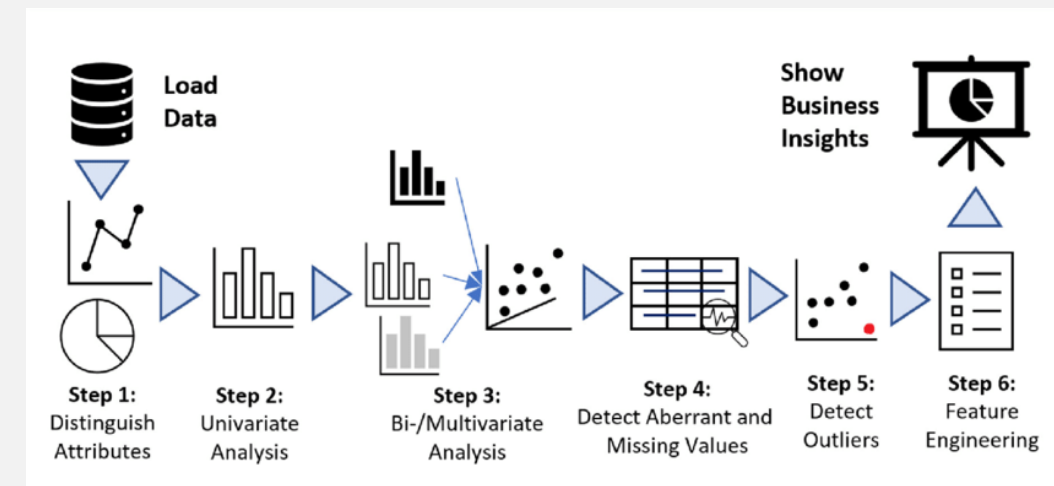 Load
Data
Show
Business
Insights
Step 1:
Distinguish
Attributes
Step 2:
Univariate
Analysis
Step 3:
Bi-/Multivariate
Analysis
Step 4:
Detect Aberrant and
Missing Values
Step 5:
Detect
Outliers
Step 6:
Feature
Engineering